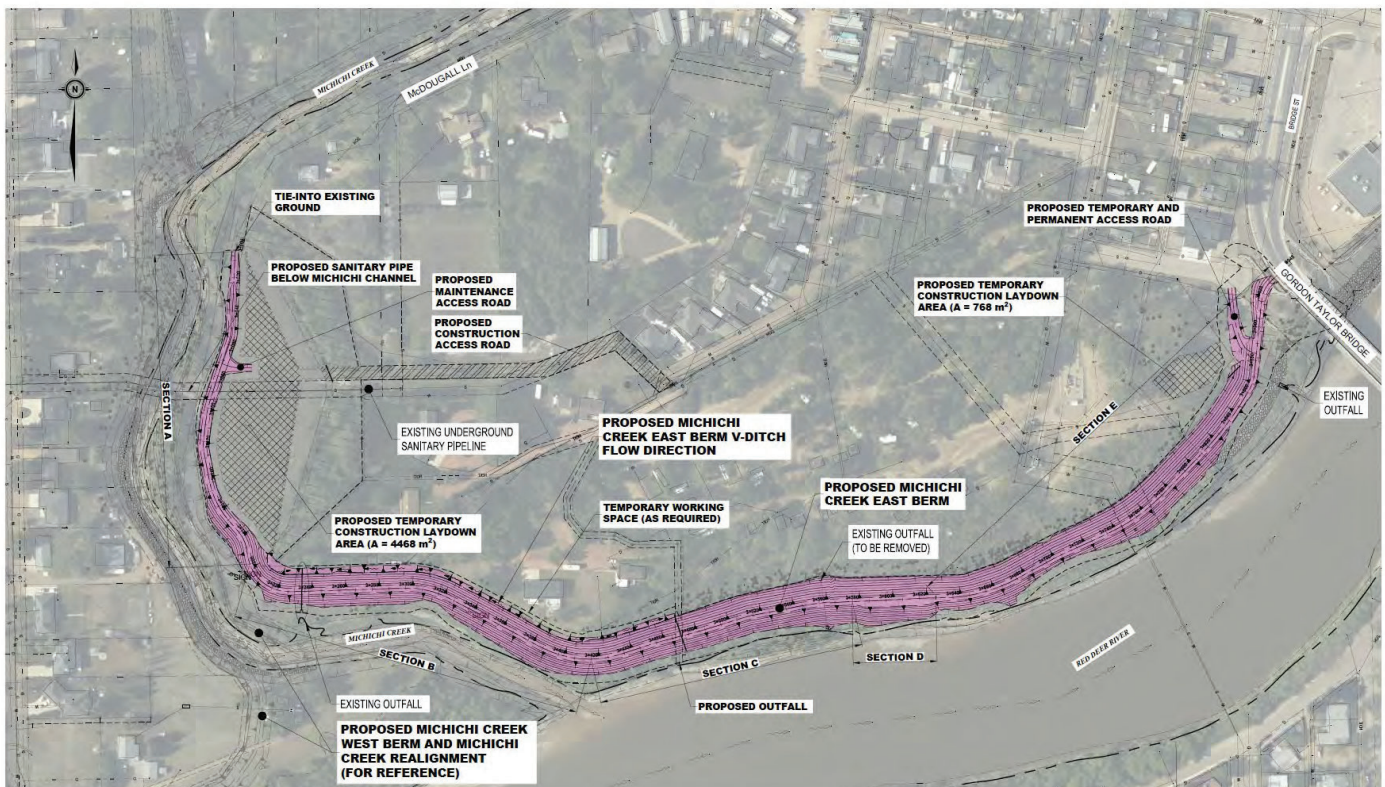 MICHICHI CREEK
McDOUGALL Ln
BRIDGE ST
N
TIE-INTO EXISTING
GROUND
PROPOSED TEMPORARY AND
PERMANENT ACCESS ROAD
PROPOSED SANITARY PIPE
BELOW MICHICHI CHANNEL
PROPOSED
MAINTENANCE
ACCESS ROAD
PROPOSED
CONSTRUCTION
ACCESS ROAD
PROPOSED TEMPORARY
CONSTRUCTION LAYDOWN
AREA (A = 768 m²)
GORDON TAYLOR BRIDGE
SECTION A
EXISTING
OUTFALL
SECTION E
EXISTING UNDERGROUND
SANITARY PIPELINE
PROPOSED MICHICHI
CREEK EAST BERM V-DITCH
FLOW DIRECTION
PROPOSED MICHICHI
CREEK EAST BERM
TEMPORARY WORKING
SPACE (AS REQUIRED)
PROPOSED TEMPORARY
CONSTRUCTION LAYDOWN
AREA (A = 4468 m²)
EXISTING OUTFALL
(TO BE REMOVED)
MICHICHI CREEK
RED DEER RIVER
SECTION B
SECTION C
SECTION D
EXISTING OUTFALL
PROPOSED OUTFALL
PROPOSED MICHICHI CREEK
WEST BERM AND MICHICHI
CREEK REALIGNMENT
(FOR REFERENCE)